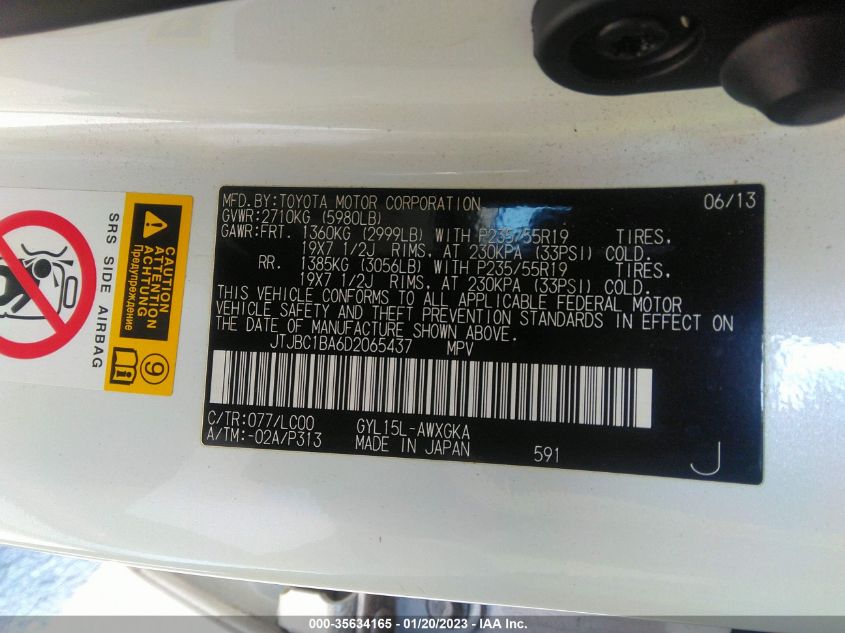 MFD.BY:TOYOTA MOTOR CORPORATION 06/13
GVWR:2710KG (5980LB)
GAWR:FRT. 1360KG (2999LB) WITH P235/55R19 TIRES,
19X7 1/2J RIMS, AT 230KPA (33PSI) COLD.
RR. 1385KG (3056LB) WITH P235/55R19 TIRES,
19X7 1/2J RIMS, AT 230KPA (33PSI) COLD.
THIS VEHICLE CONFORMS TO ALL APPLICABLE FEDERAL MOTOR
VEHICLE SAFETY AND THEFT PREVENTION STANDARDS IN EFFECT ON
THE DATE OF MANUFACTURE SHOWN ABOVE.
JTJBC1BA6D2065437 MPV
C/TR:077/LC00 GYL15L-AWXGKA
A/TM:-02A/P313 MADE IN JAPAN 591 J
SRS SIDE AIRBAG
CAUTION
ATTENTION
ACHTUNG
Предупреждение
9
000-35634165 - 01/20/2023 - IAA Inc.